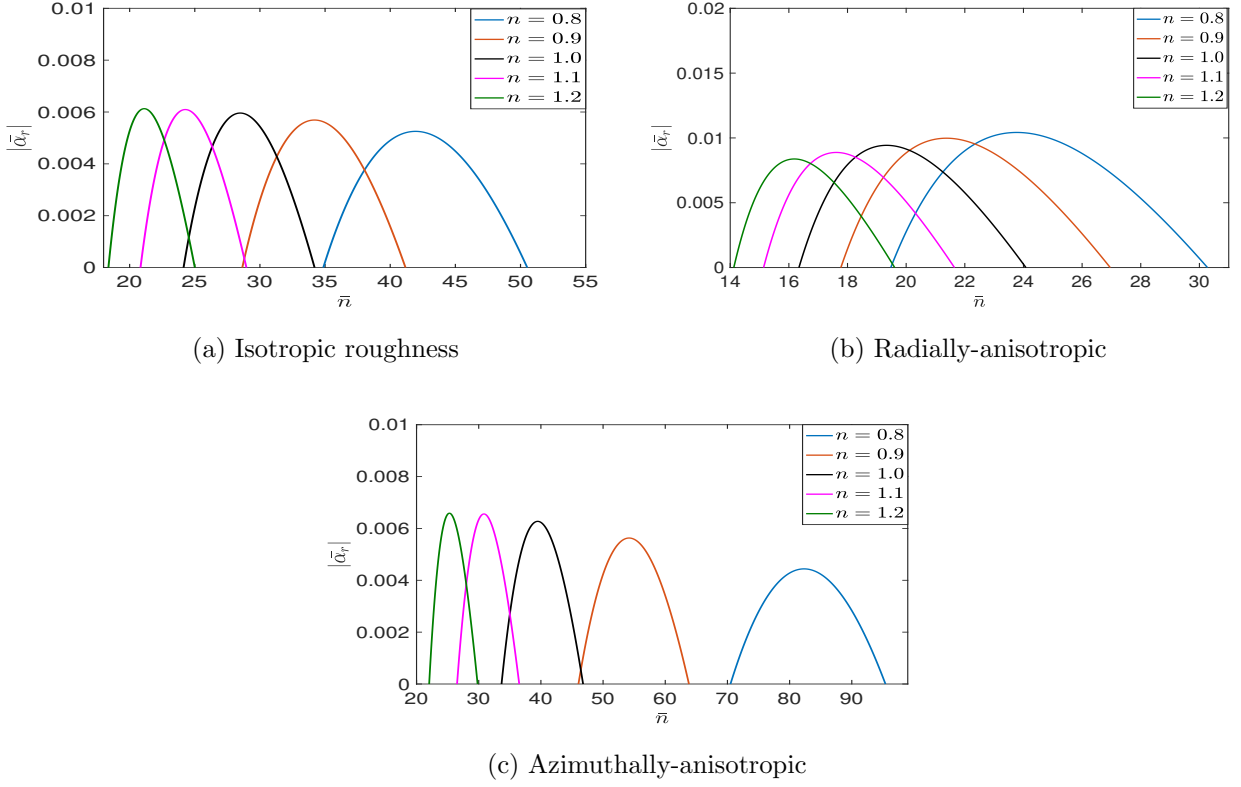 0.01
0.008
0.006
0.004
0.002
0
|ᾱ_r|
20 25 30 35 40 45 50 55
n̄
n = 0.8
n = 0.9
n = 1.0
n = 1.1
n = 1.2
(a) Isotropic roughness
0.02
0.015
0.01
0.005
0
|ᾱ_r|
14 16 18 20 22 24 26 28 30
n̄
n = 0.8
n = 0.9
n = 1.0
n = 1.1
n = 1.2
(b) Radially-anisotropic
0.01
0.008
0.006
0.004
0.002
0
|ᾱ_r|
20 30 40 50 60 70 80 90
n̄
n = 0.8
n = 0.9
n = 1.0
n = 1.1
n = 1.2
(c) Azimuthally-anisotropic